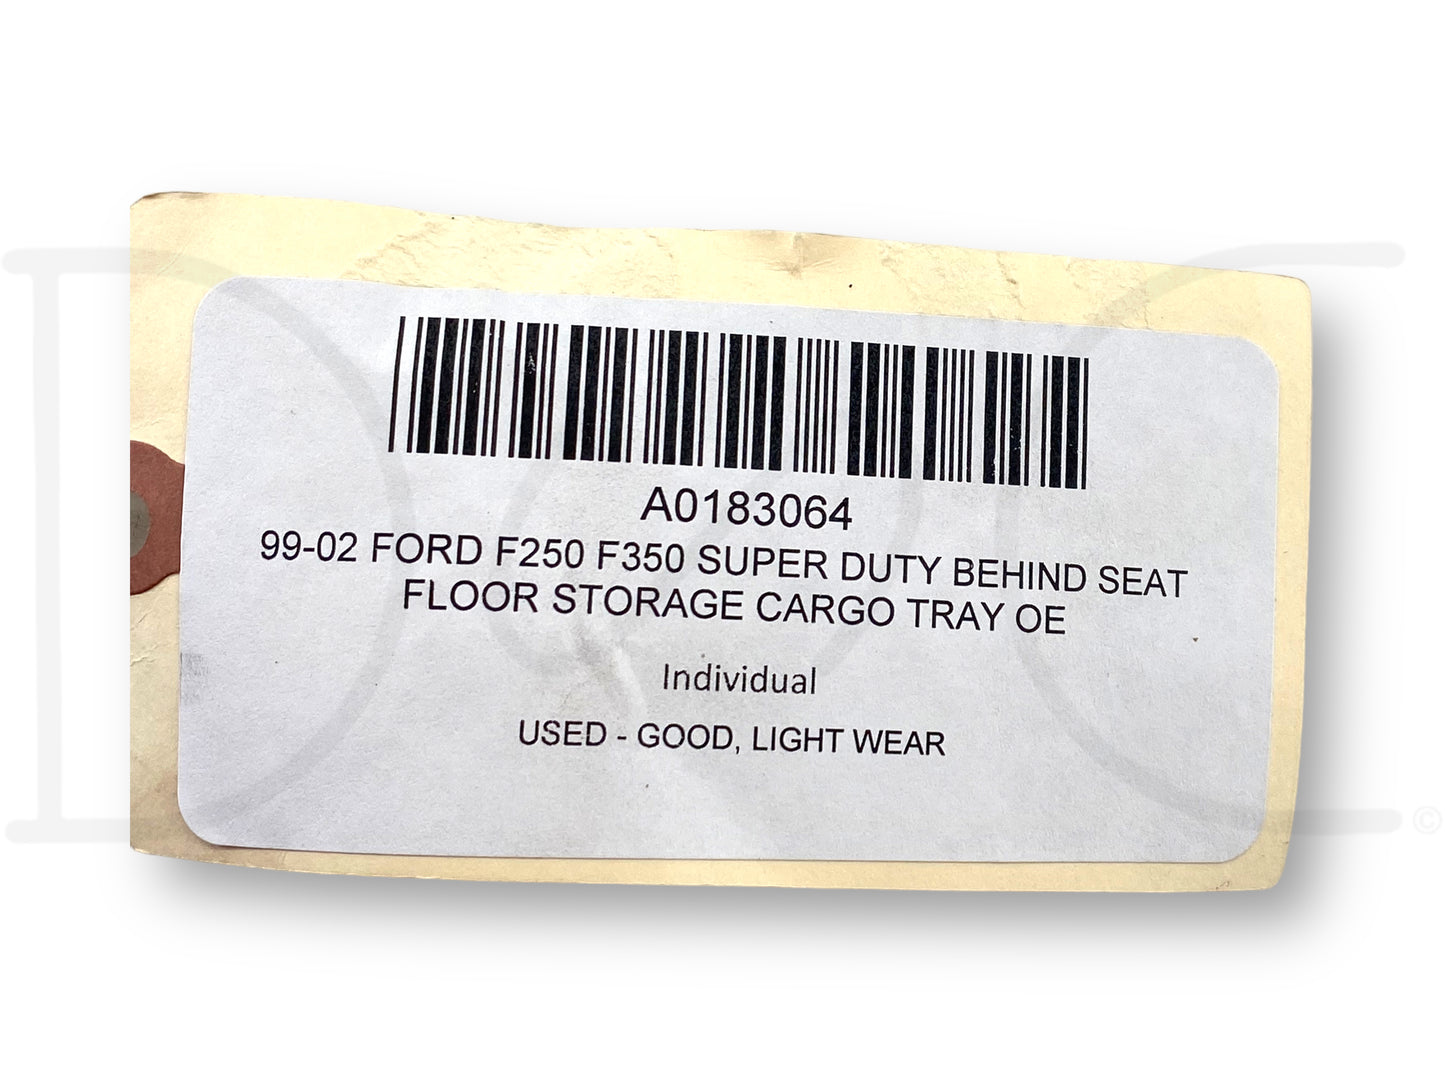 A0183064
99-02 FORD F250 F350 SUPER DUTY BEHIND SEAT
FLOOR STORAGE CARGO TRAY OE
Individual
USED - GOOD, LIGHT WEAR
DC©